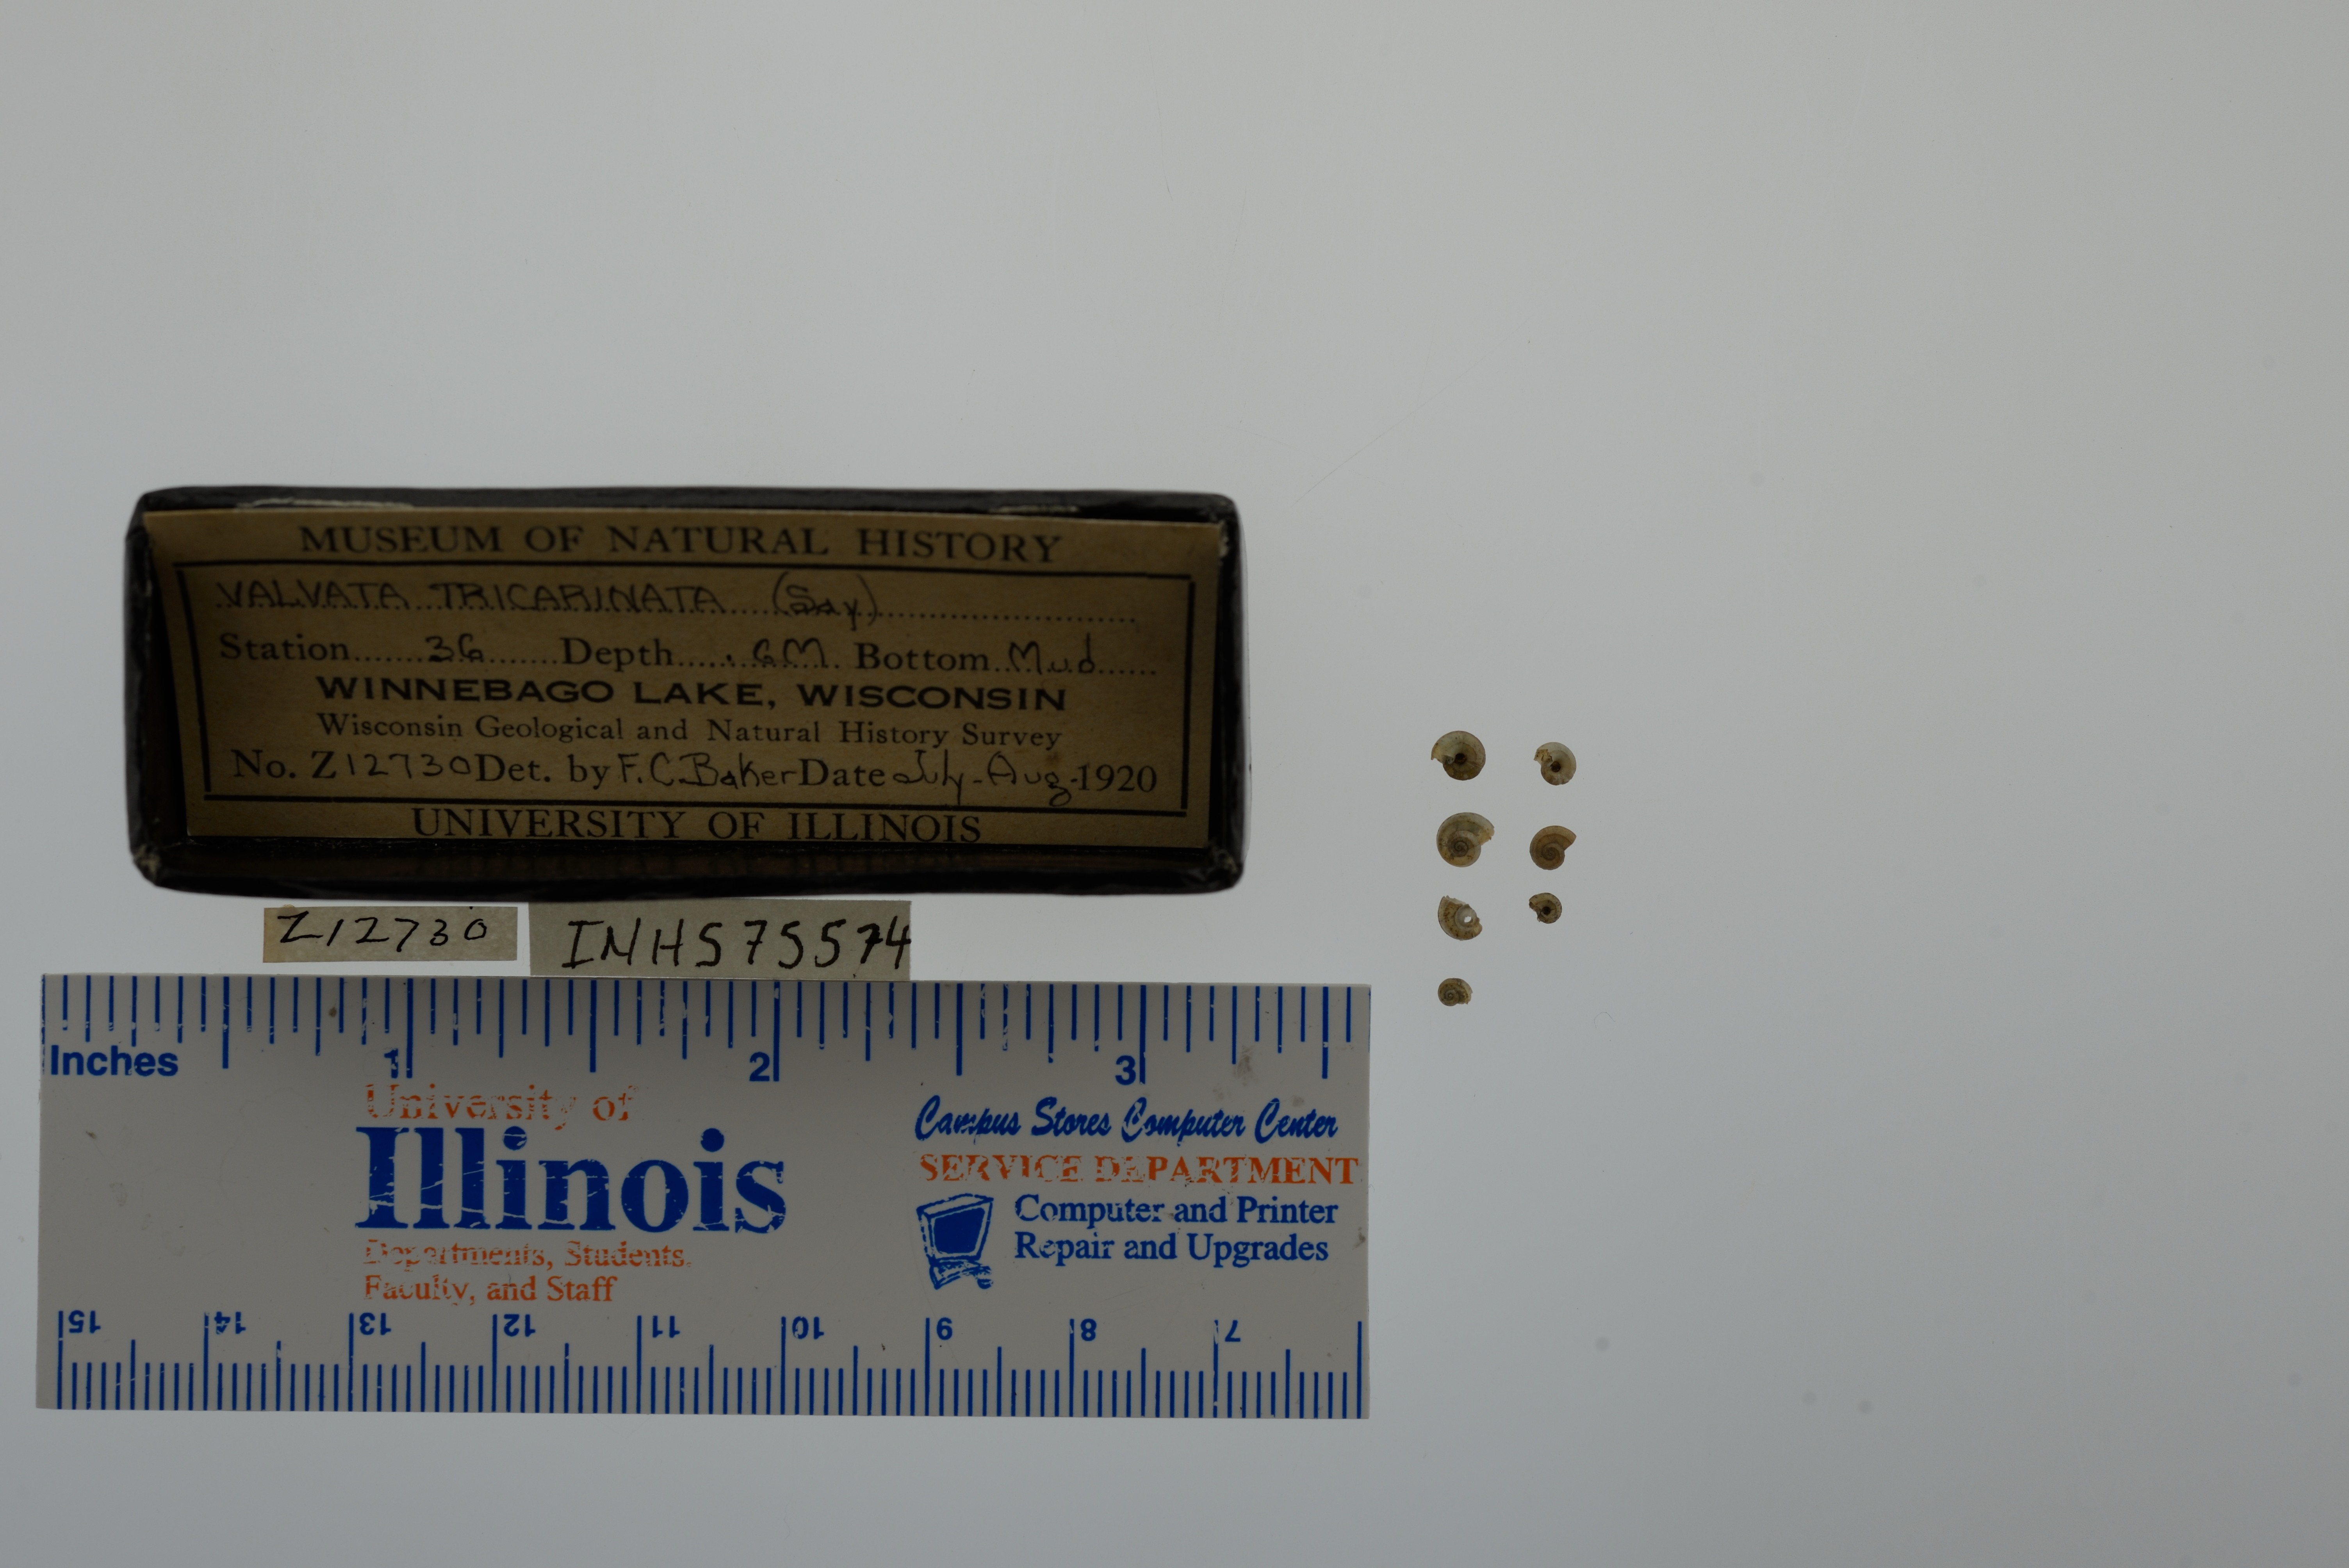 MUSEUM OF NATURAL HISTORY
VALVATA TRICARINATA (Say)
Station 36 Depth .6M. Bottom Mud
WINNEBAGO LAKE, WISCONSIN
Wisconsin Geological and Natural History Survey
No. Z12730 Det. by F.C.Baker Date July-Aug-1920
UNIVERSITY OF ILLINOIS
Z12730
INHS75574
Inches 1 2 3
University of
Illinois
Departments, Students,
Faculty, and Staff
Campus Stores Computer Center
SERVICE DEPARTMENT
Computer and Printer
Repair and Upgrades
15 14 13 12 11 10 9 8 7